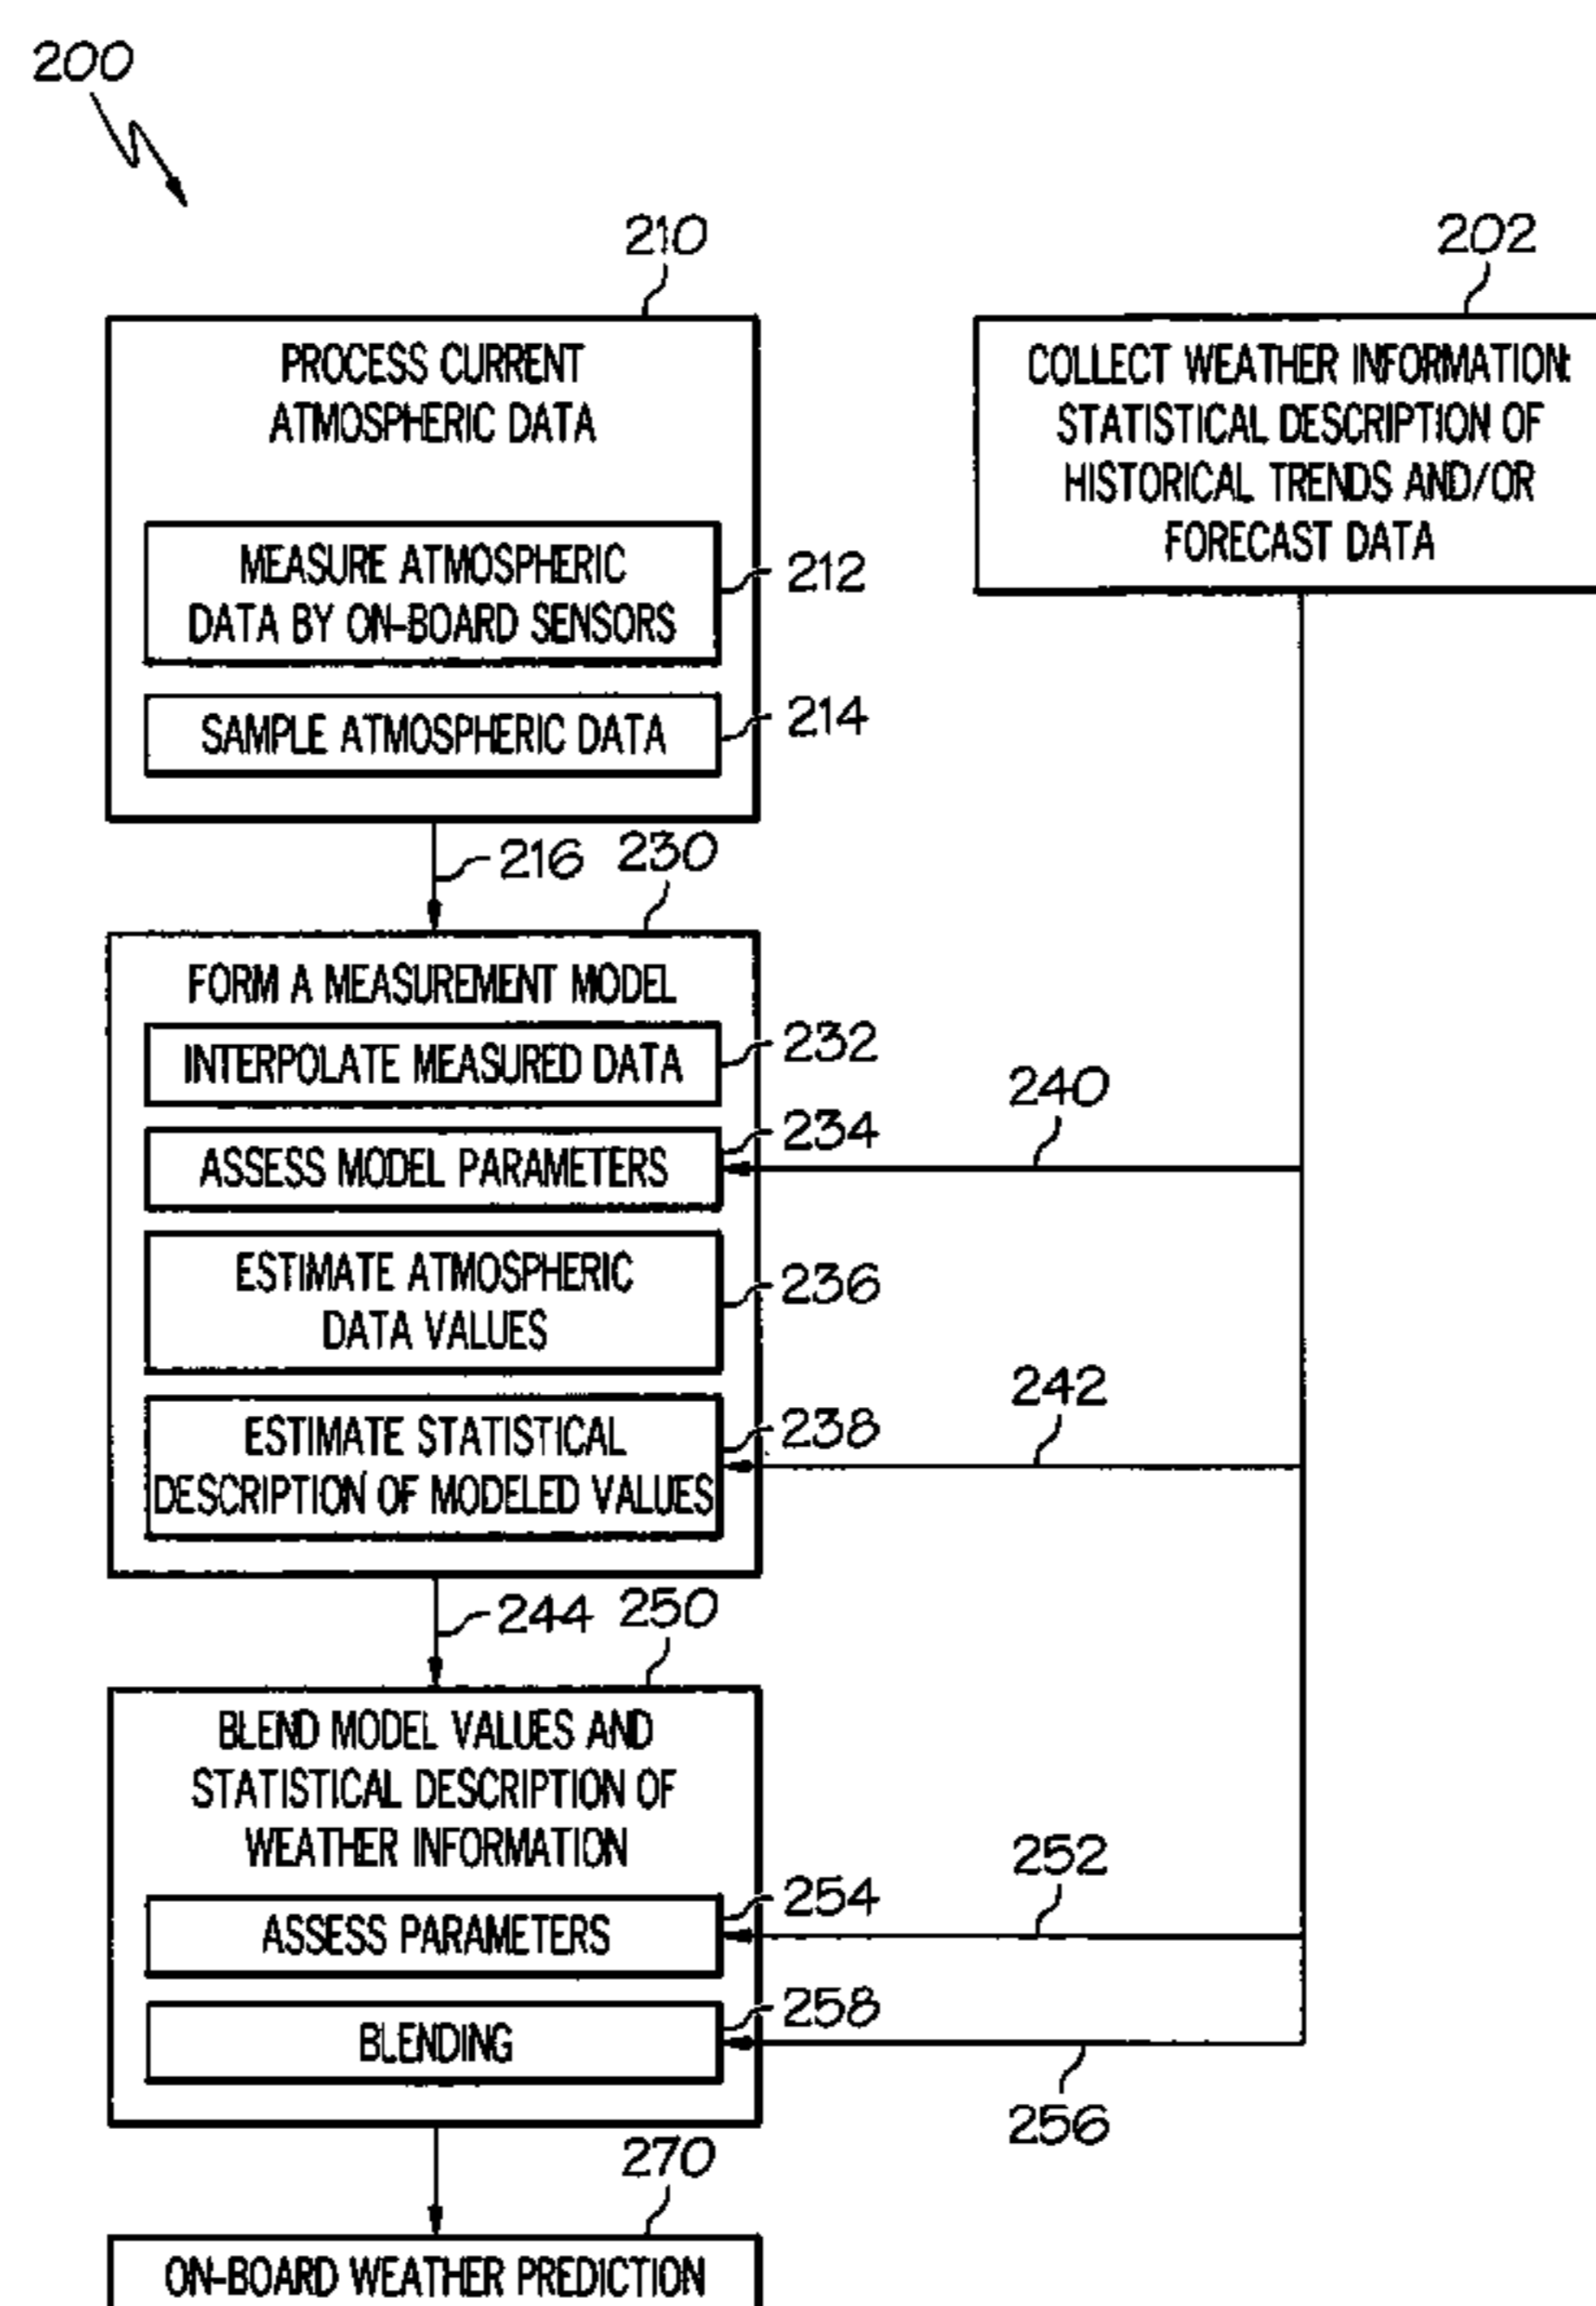 200
210
PROCESS CURRENT
ATMOSPHERIC DATA
MEASURE ATMOSPHERIC
DATA BY ON-BOARD SENSORS
212
SAMPLE ATMOSPHERIC DATA
214
202
COLLECT WEATHER INFORMATION:
STATISTICAL DESCRIPTION OF
HISTORICAL TRENDS AND/OR
FORECAST DATA
216
230
FORM A MEASUREMENT MODEL
INTERPOLATE MEASURED DATA
232
ASSESS MODEL PARAMETERS
234
240
ESTIMATE ATMOSPHERIC
DATA VALUES
236
ESTIMATE STATISTICAL
DESCRIPTION OF MODELED VALUES
238
242
244
250
BLEND MODEL VALUES AND
STATISTICAL DESCRIPTION OF
WEATHER INFORMATION
ASSESS PARAMETERS
254
252
BLENDING
258
256
270
ON-BOARD WEATHER PREDICTION